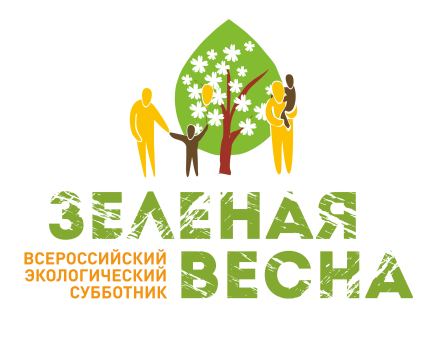 ЗЕЛЕНАЯ
ВСЕРОССИЙСКИЙ
ЭКОЛОГИЧЕСКИЙ
СУББОТНИК
ВЕСНА